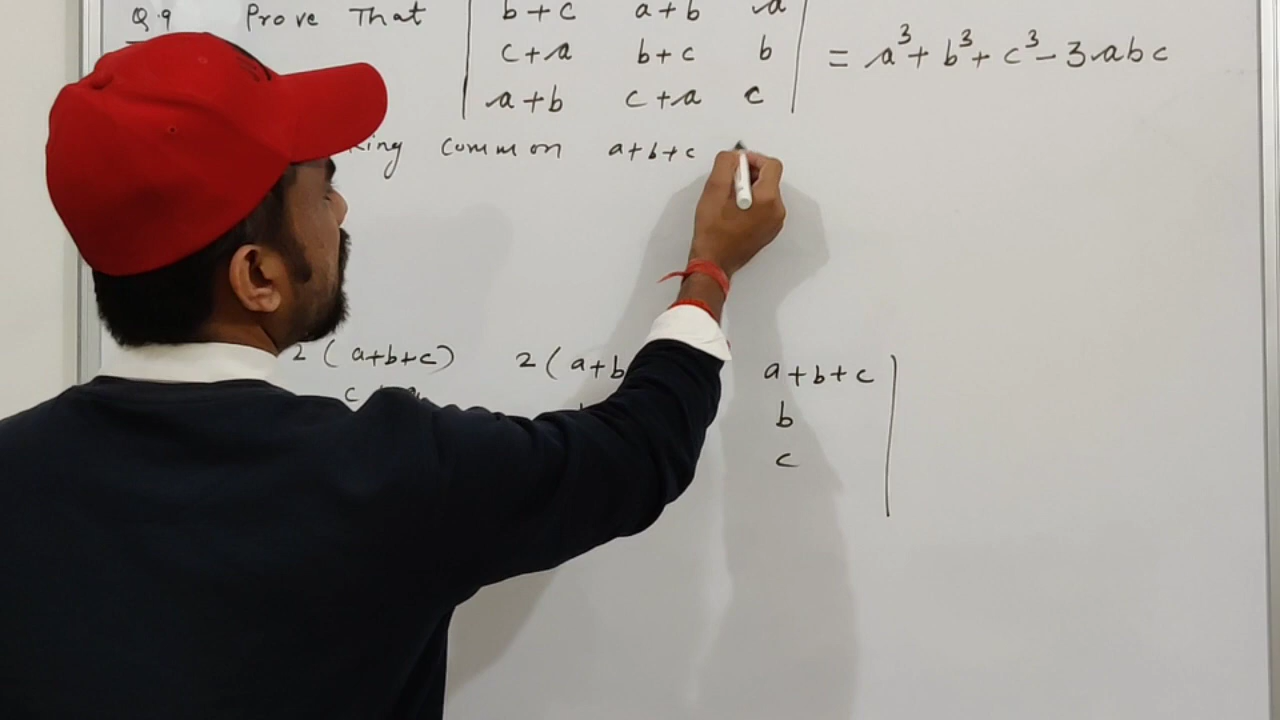 Q.9 Prove That b+c a+b a
c+a b+c b = a³+ b³+ c³- 3abc
a+b c+a c
common a+b+c
2 (a+b+c) 2 (a+b a+b+c
c b
c